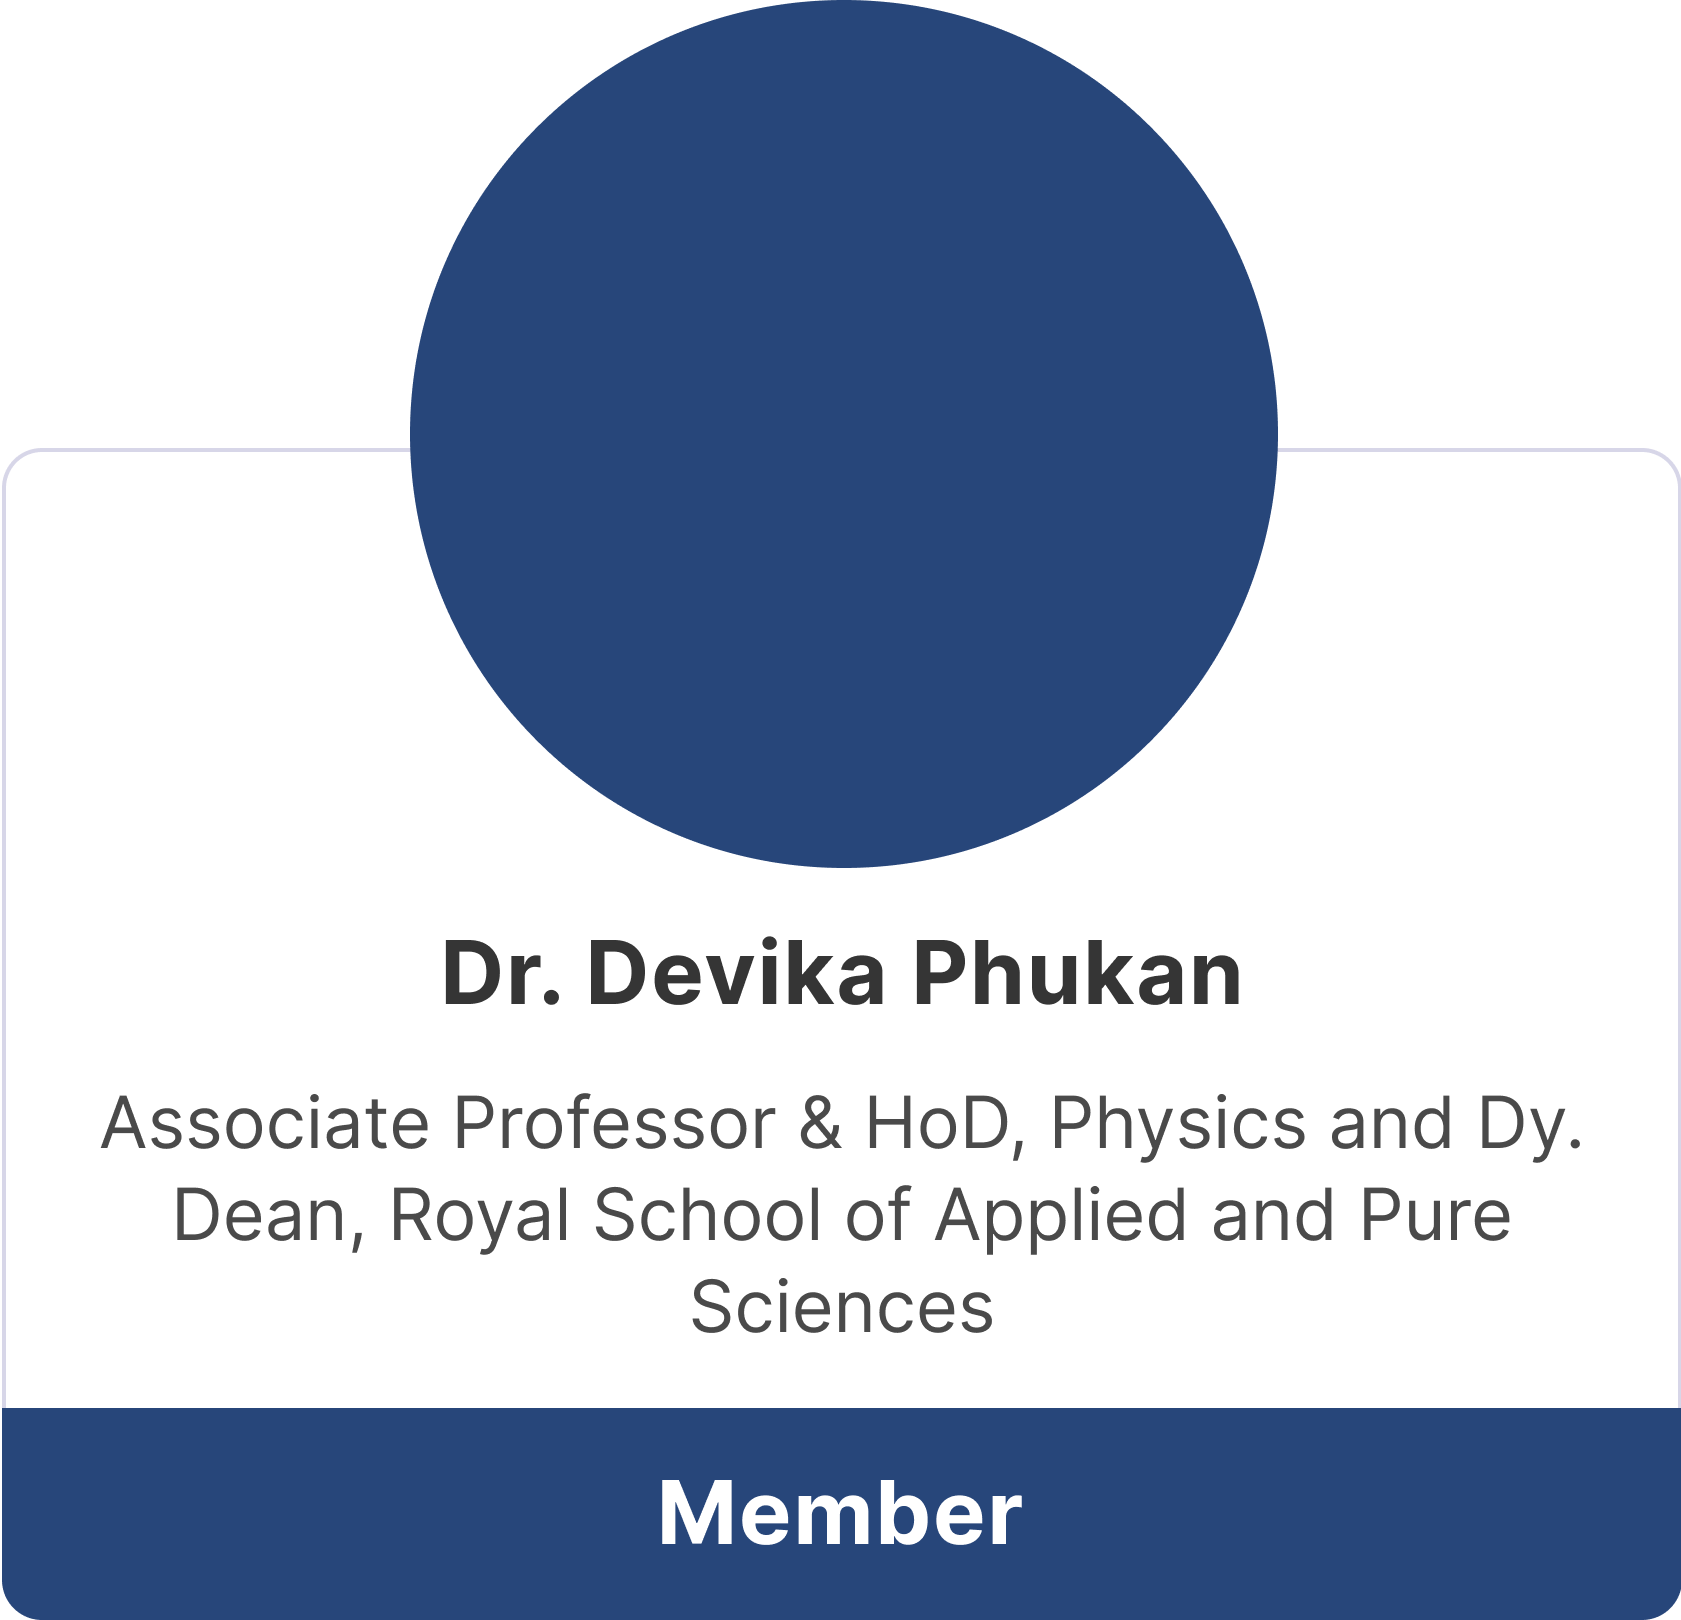 Dr. Devika Phukan
Associate Professor & HoD, Physics and Dy.
Dean, Royal School of Applied and Pure
Sciences
Member